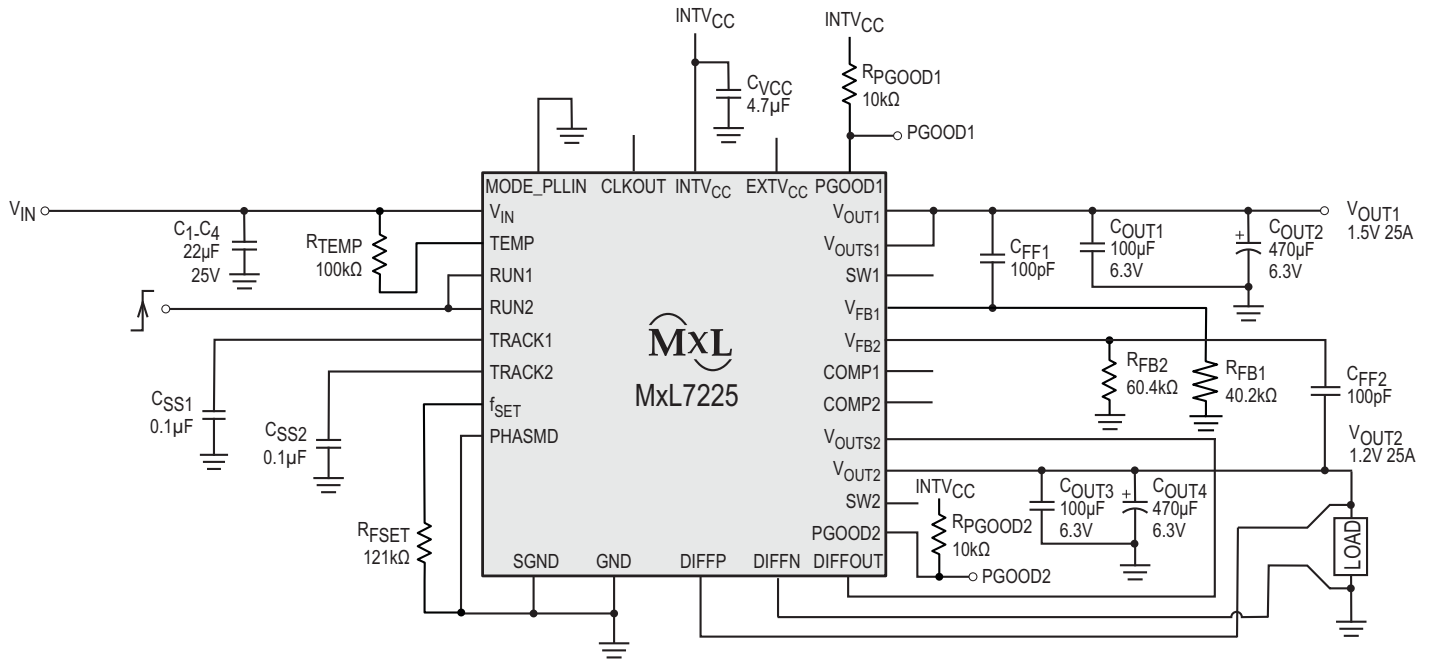 INTVCC
INTVCC
CVCC
4.7µF
RPGOOD1
10kΩ
PGOOD1
MODE_PLLIN
CLKOUT
INTVCC
EXTVCC
PGOOD1
VIN
C1-C4
22µF
25V
RTEMP
100kΩ
VIN
TEMP
RUN1
RUN2
TRACK1
TRACK2
fSET
PHASMD
CSS1
0.1µF
CSS2
0.1µF
RFSET
121kΩ
MXL
MxL7225
VOUT1
VOUTS1
SW1
VFB1
VFB2
COMP1
COMP2
VOUTS2
VOUT2
SW2
PGOOD2
SGND
GND
DIFFP
DIFFN
DIFFOUT
CFF1
100pF
COUT1
100µF
6.3V
+
COUT2
470µF
6.3V
VOUT1
1.5V 25A
RFB2
60.4kΩ
RFB1
40.2kΩ
CFF2
100pF
VOUT2
1.2V 25A
INTVCC
RPGOOD2
10kΩ
PGOOD2
COUT3
100µF
6.3V
+
COUT4
470µF
6.3V
LOAD